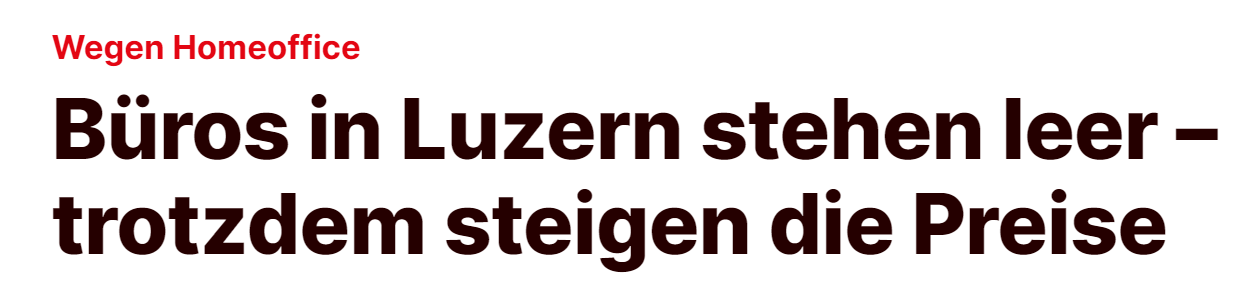 Wegen Homeoffice
Büros in Luzern stehen leer –
trotzdem steigen die Preise